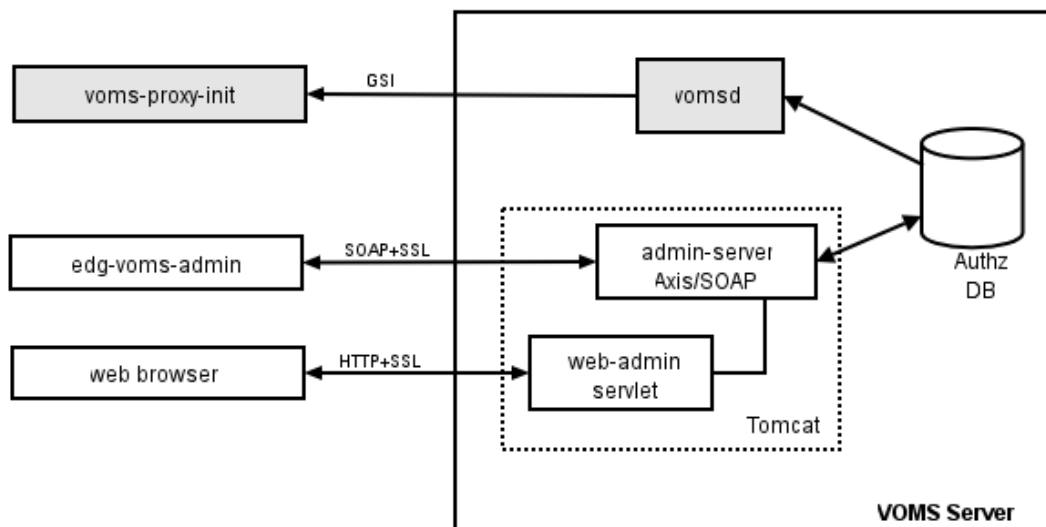 GSI
voms-proxy-init
vomsd
SOAP+SSL
edg-voms-admin
admin-server
Axis/SOAP
Authz
DB
HTTP+SSL
web browser
web-admin
servlet
Tomcat
VOMS Server